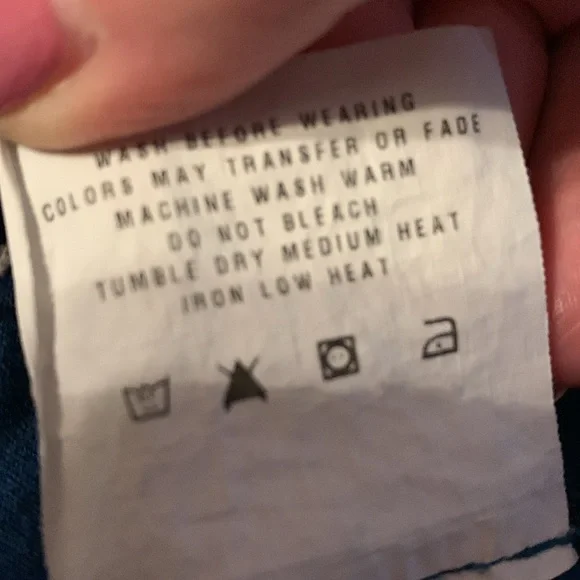 WASH BEFORE WEARING
COLORS MAY TRANSFER OR FADE
MACHINE WASH WARM
DO NOT BLEACH
TUMBLE DRY MEDIUM HEAT
IRON LOW HEAT